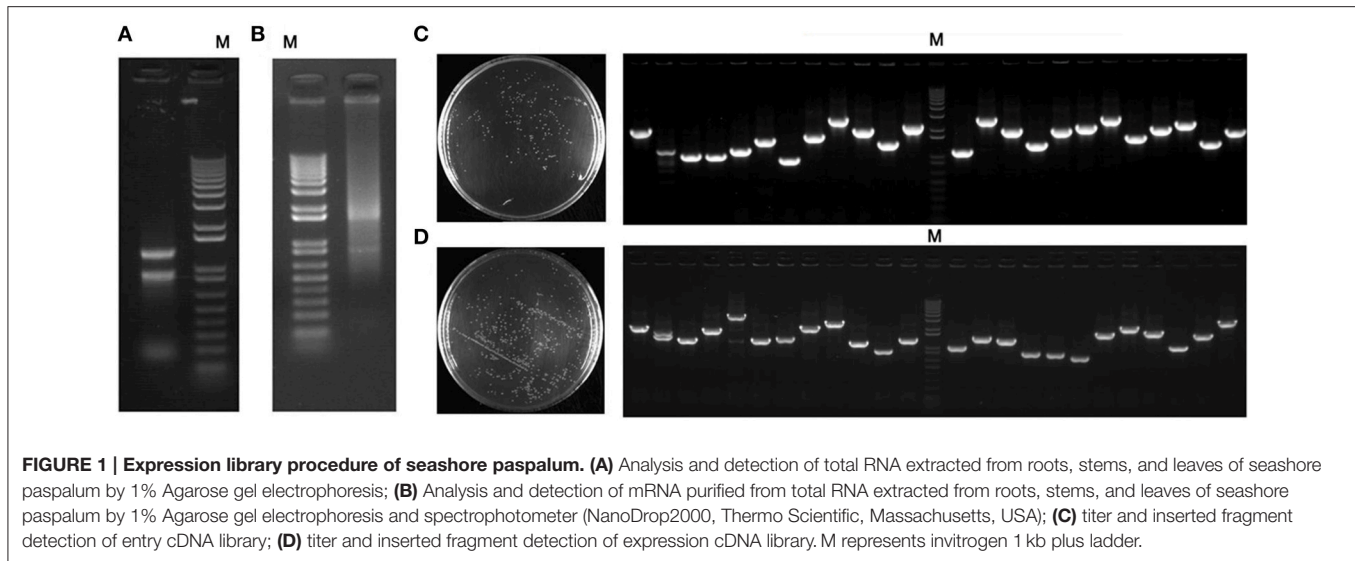 A M B M C M
D M
FIGURE 1 | Expression library procedure of seashore paspalum. (A) Analysis and detection of total RNA extracted from roots, stems, and leaves of seashore
paspalum by 1% Agarose gel electrophoresis; (B) Analysis and detection of mRNA purified from total RNA extracted from roots, stems, and leaves of seashore
paspalum by 1% Agarose gel electrophoresis and spectrophotometer (NanoDrop2000, Thermo Scientific, Massachusetts, USA); (C) titer and inserted fragment
detection of entry cDNA library; (D) titer and inserted fragment detection of expression cDNA library. M represents invitrogen 1 kb plus ladder.